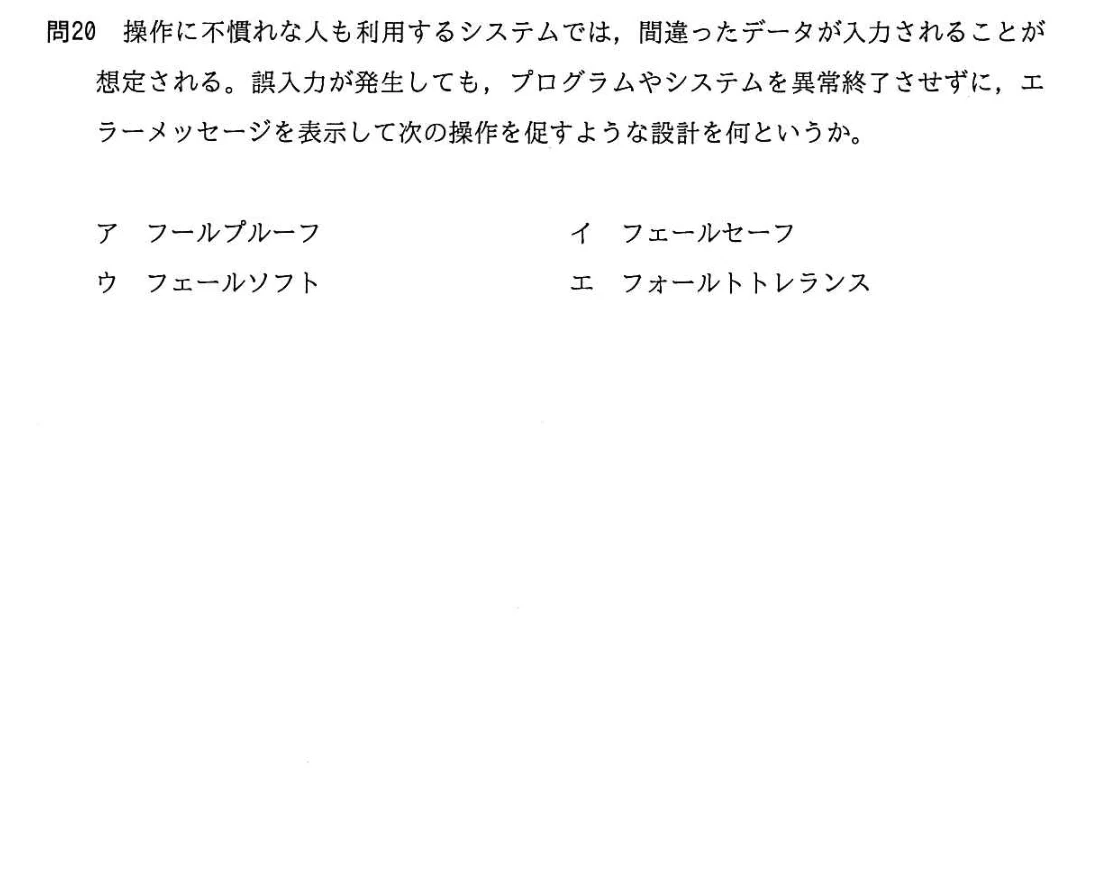 問20 操作に不慣れな人も利用するシステムでは，間違ったデータが入力されることが
想定される。誤入力が発生しても，プログラムやシステムを異常終了させずに，エ
ラーメッセージを表示して次の操作を促すような設計を何というか。
ア フールプルーフ イ フェールセーフ
ウ フェールソフト エ フォールトトレランス